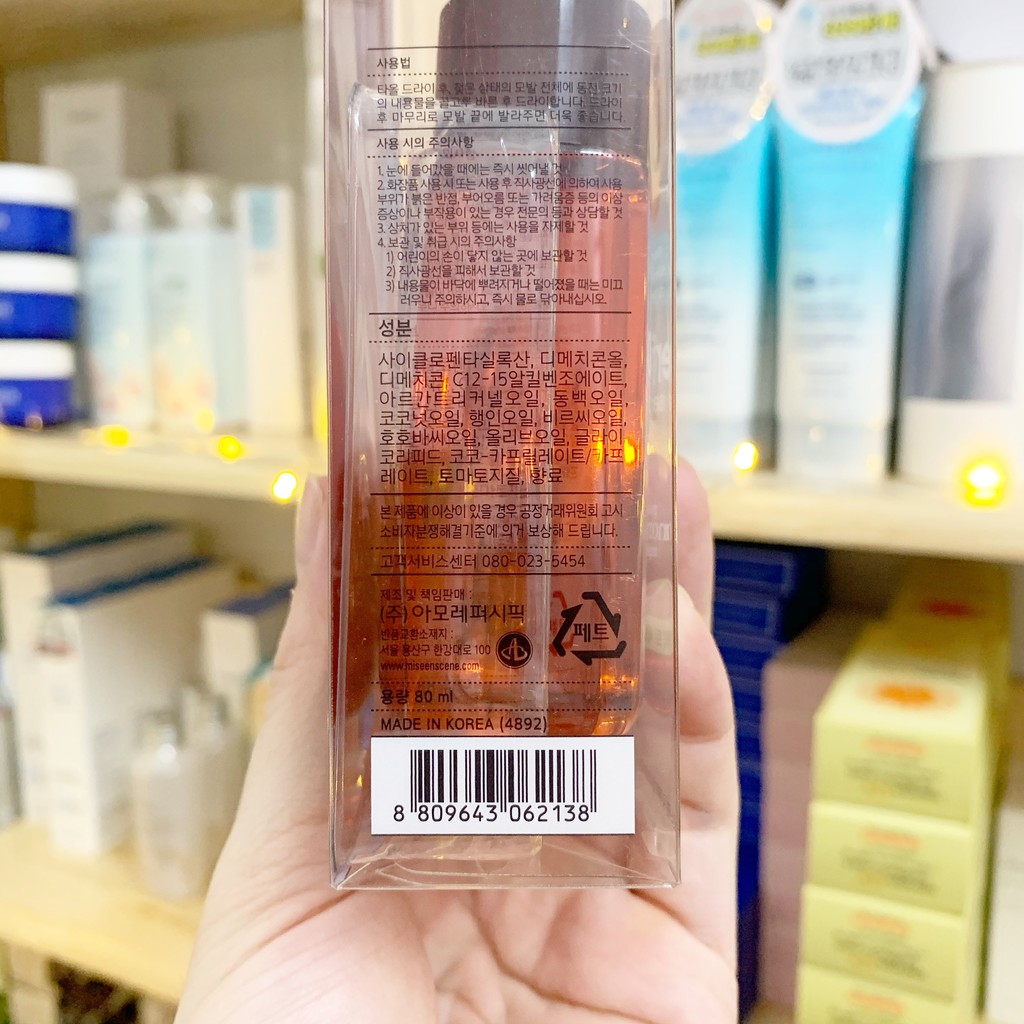 사용법
타올 드라이 후, 젖은 상태의 모발 전체에 동전 크기
의 내용물을 골고루 바른 후 드라이합니다. 드라이
후 마무리로 모발 끝에 발라주면 더욱 좋습니다.
사용 시의 주의사항
1. 눈에 들어갔을 때에는 즉시 씻어낼 것
2. 화장품 사용 시 또는 사용 후 직사광선에 의하여 사용
부위가 붉은 반점, 부어오름 또는 가려움증 등의 이상
증상이나 부작용이 있는 경우 전문의 등과 상담할 것
3. 상처가 있는 부위 등에는 사용을 자제할 것
4. 보관 및 취급 시의 주의사항
1) 어린이의 손이 닿지 않는 곳에 보관할 것
2) 직사광선을 피해서 보관할 것
3) 내용물이 바닥에 뿌려지거나 떨어졌을 때는 미끄
러우니 주의하시고, 즉시 물로 닦아내십시오.
성분
사이클로펜타실록산, 디메치콘올,
디메치콘, C12-15알킬벤조에이트,
아르간트리커넬오일, 동백오일,
코코넛오일, 행인오일, 비르씨오일,
호호바씨오일, 올리브오일, 글라이
코리피드, 코코-카프릴레이트/카프
레이트, 토마토지질, 향료
본 제품에 이상이 있을 경우 공정거래위원회 고시
소비자분쟁해결기준에 의거 보상해 드립니다.
고객서비스센터 080-023-5454
제조 및 책임판매 :
(주) 아모레퍼시픽
반품교환소재지 :
서울 용산구 한강대로 100
www.miseenscene.com
페트
용량 80 ml
MADE IN KOREA (4892)
8 809643 062138